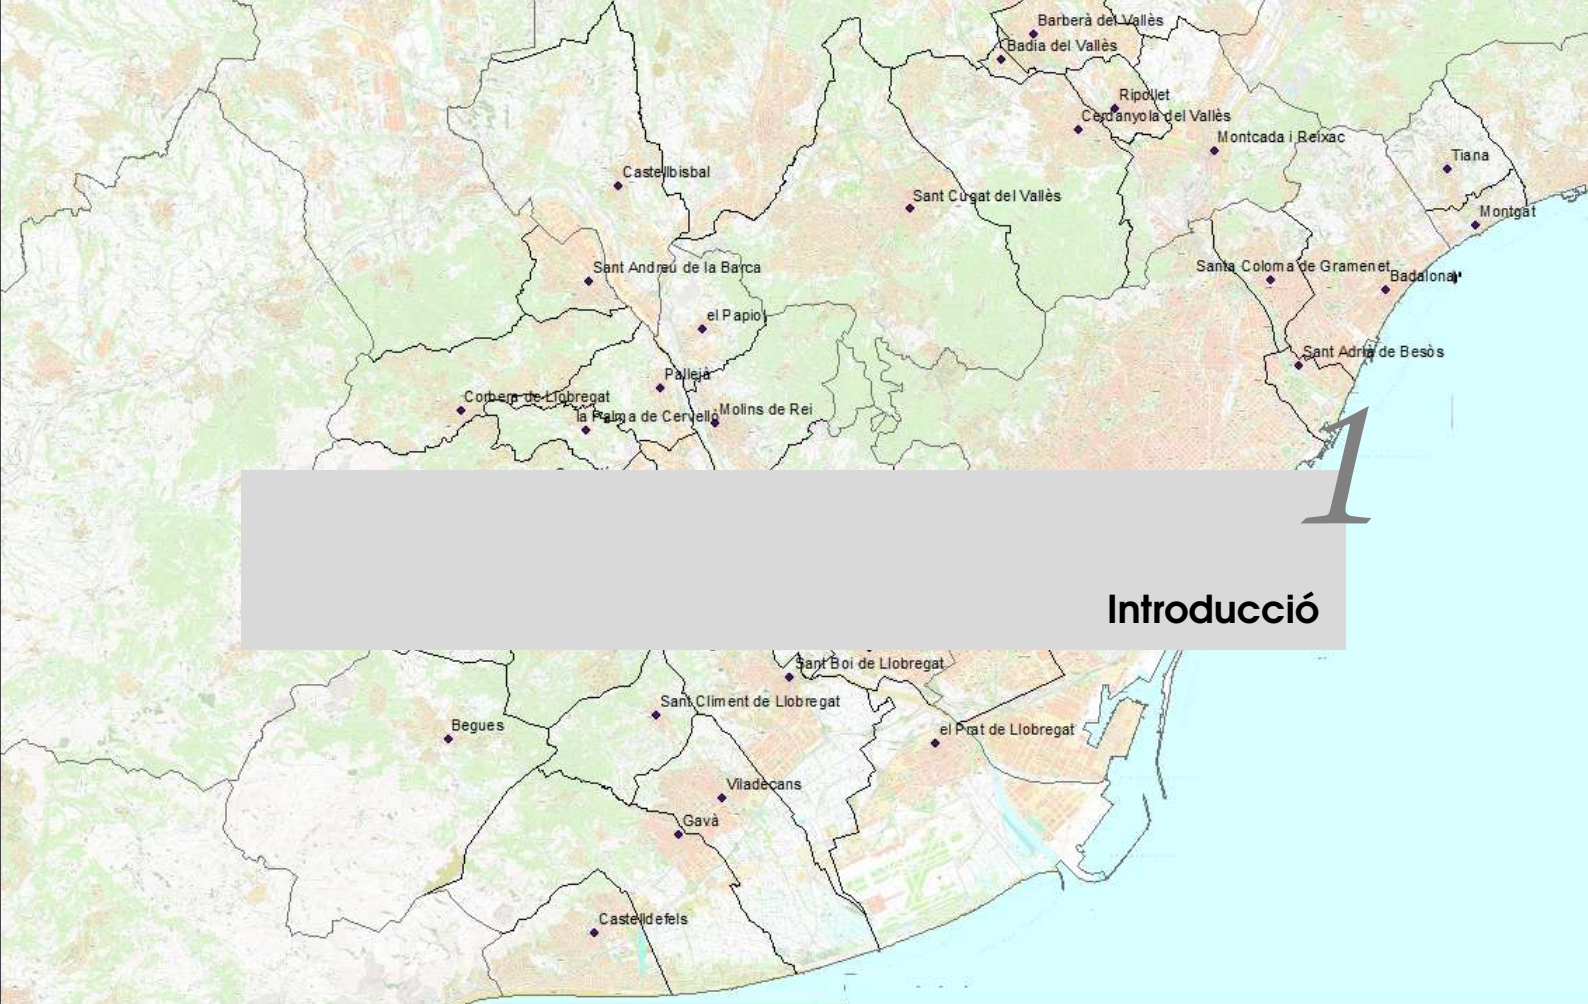 Barberà del Vallès
Badia del Vallès
Ripollet
Cerdanyola del Vallès
Montcada i Reixac
Tiana
Castellbisbal
Sant Cugat del Vallès
Montgat
Sant Andreu de la Barca
Santa Coloma de Gramenet
Badalona
el Papiol
Sant Adrià de Besòs
Pallejà
Corbera de Llobregat
la Palma de Cervelló
Molins de Rei
1
Introducció
Sant Boi de Llobregat
Sant Climent de Llobregat
Begues
el Prat de Llobregat
Viladecans
Gavà
Castelldefels